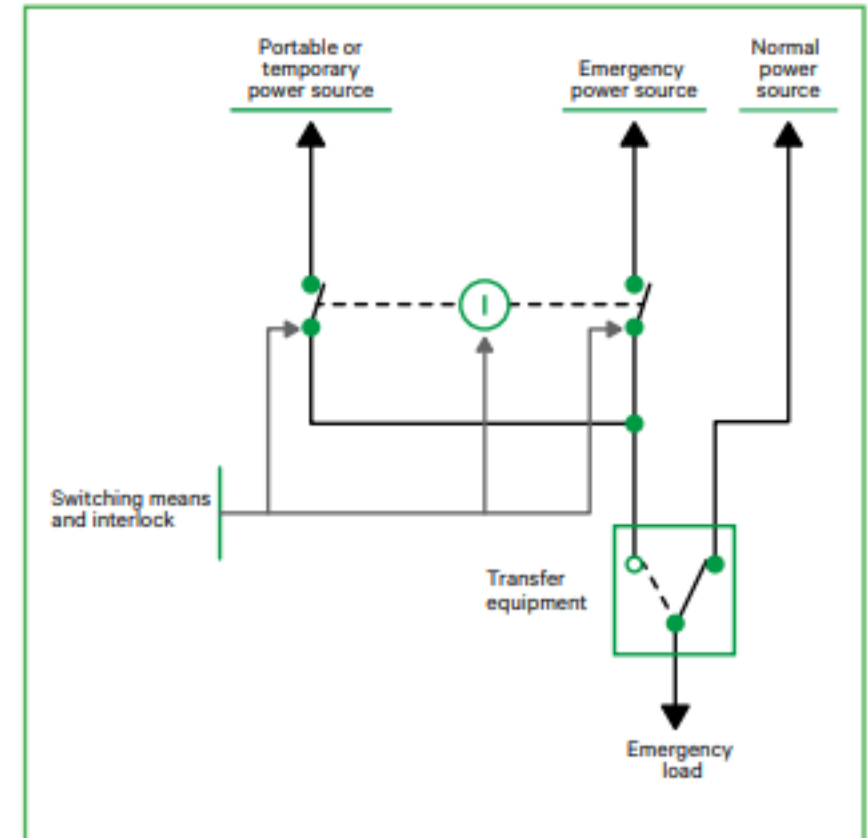 Portable or
temporary
power source
Emergency
power source
Normal
power
source
I
Switching means
and interlock
Transfer
equipment
Emergency
load